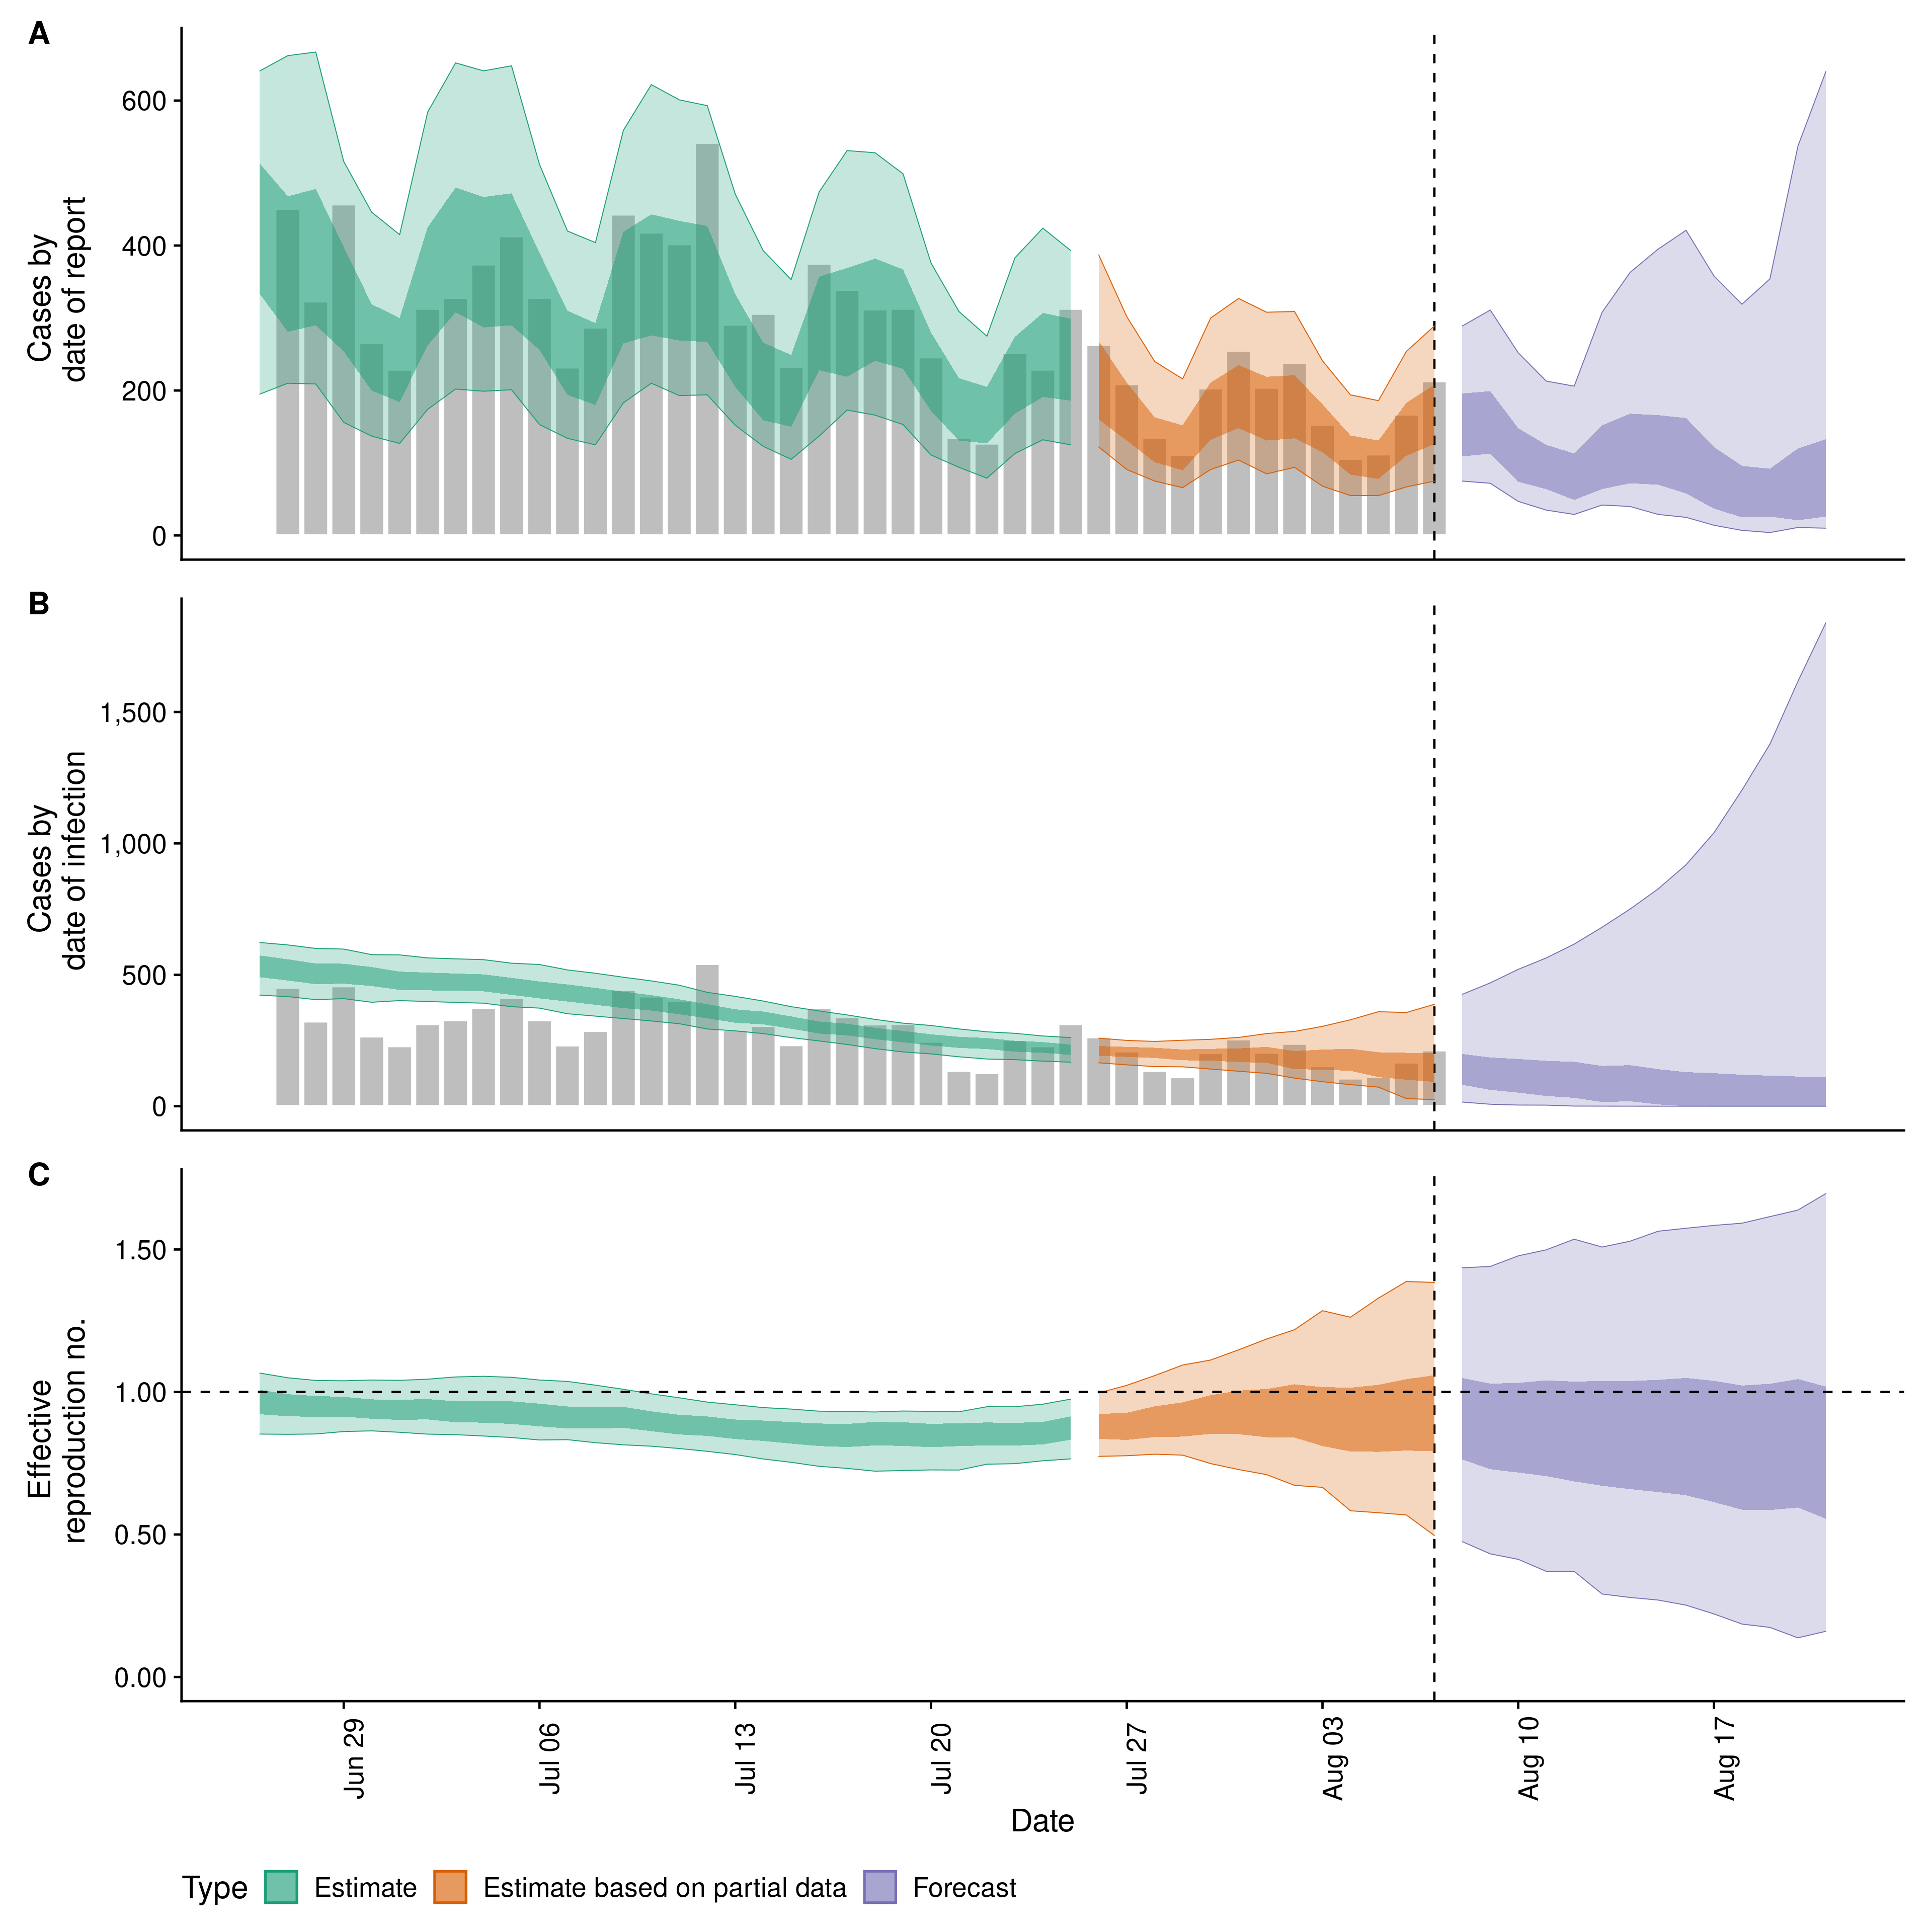 A
Cases by
date of report
600
400
200
0
B
Cases by
date of infection
1,500
1,000
500
0
C
Effective
reproduction no.
1.50
1.00
0.50
0.00
Jun 29
Jul 06
Jul 13
Jul 20
Jul 27
Aug 03
Aug 10
Aug 17
Date
Type Estimate Estimate based on partial data Forecast